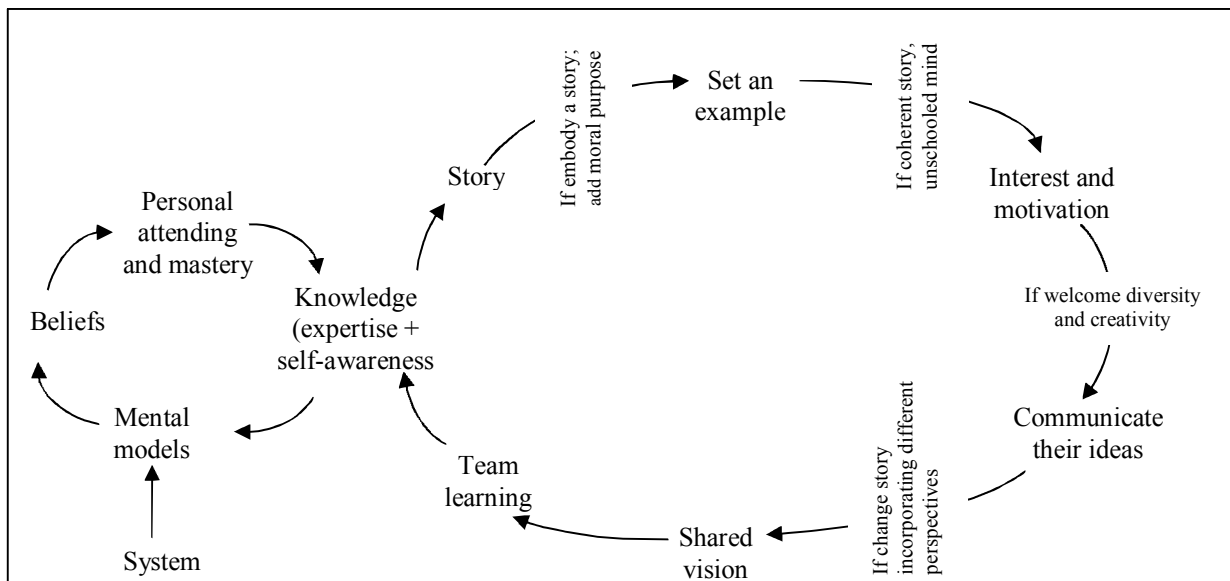 If embody a story;
add moral purpose
Set an
example
If coherent story,
unschooled mind
Story
Interest and
motivation
Personal
attending
and mastery
Knowledge
(expertise +
self-awareness
Beliefs
If welcome diversity
and creativity
Mental
models
Communicate
their ideas
If change story
incorporating different
perspectives
Team
learning
Shared
vision
System